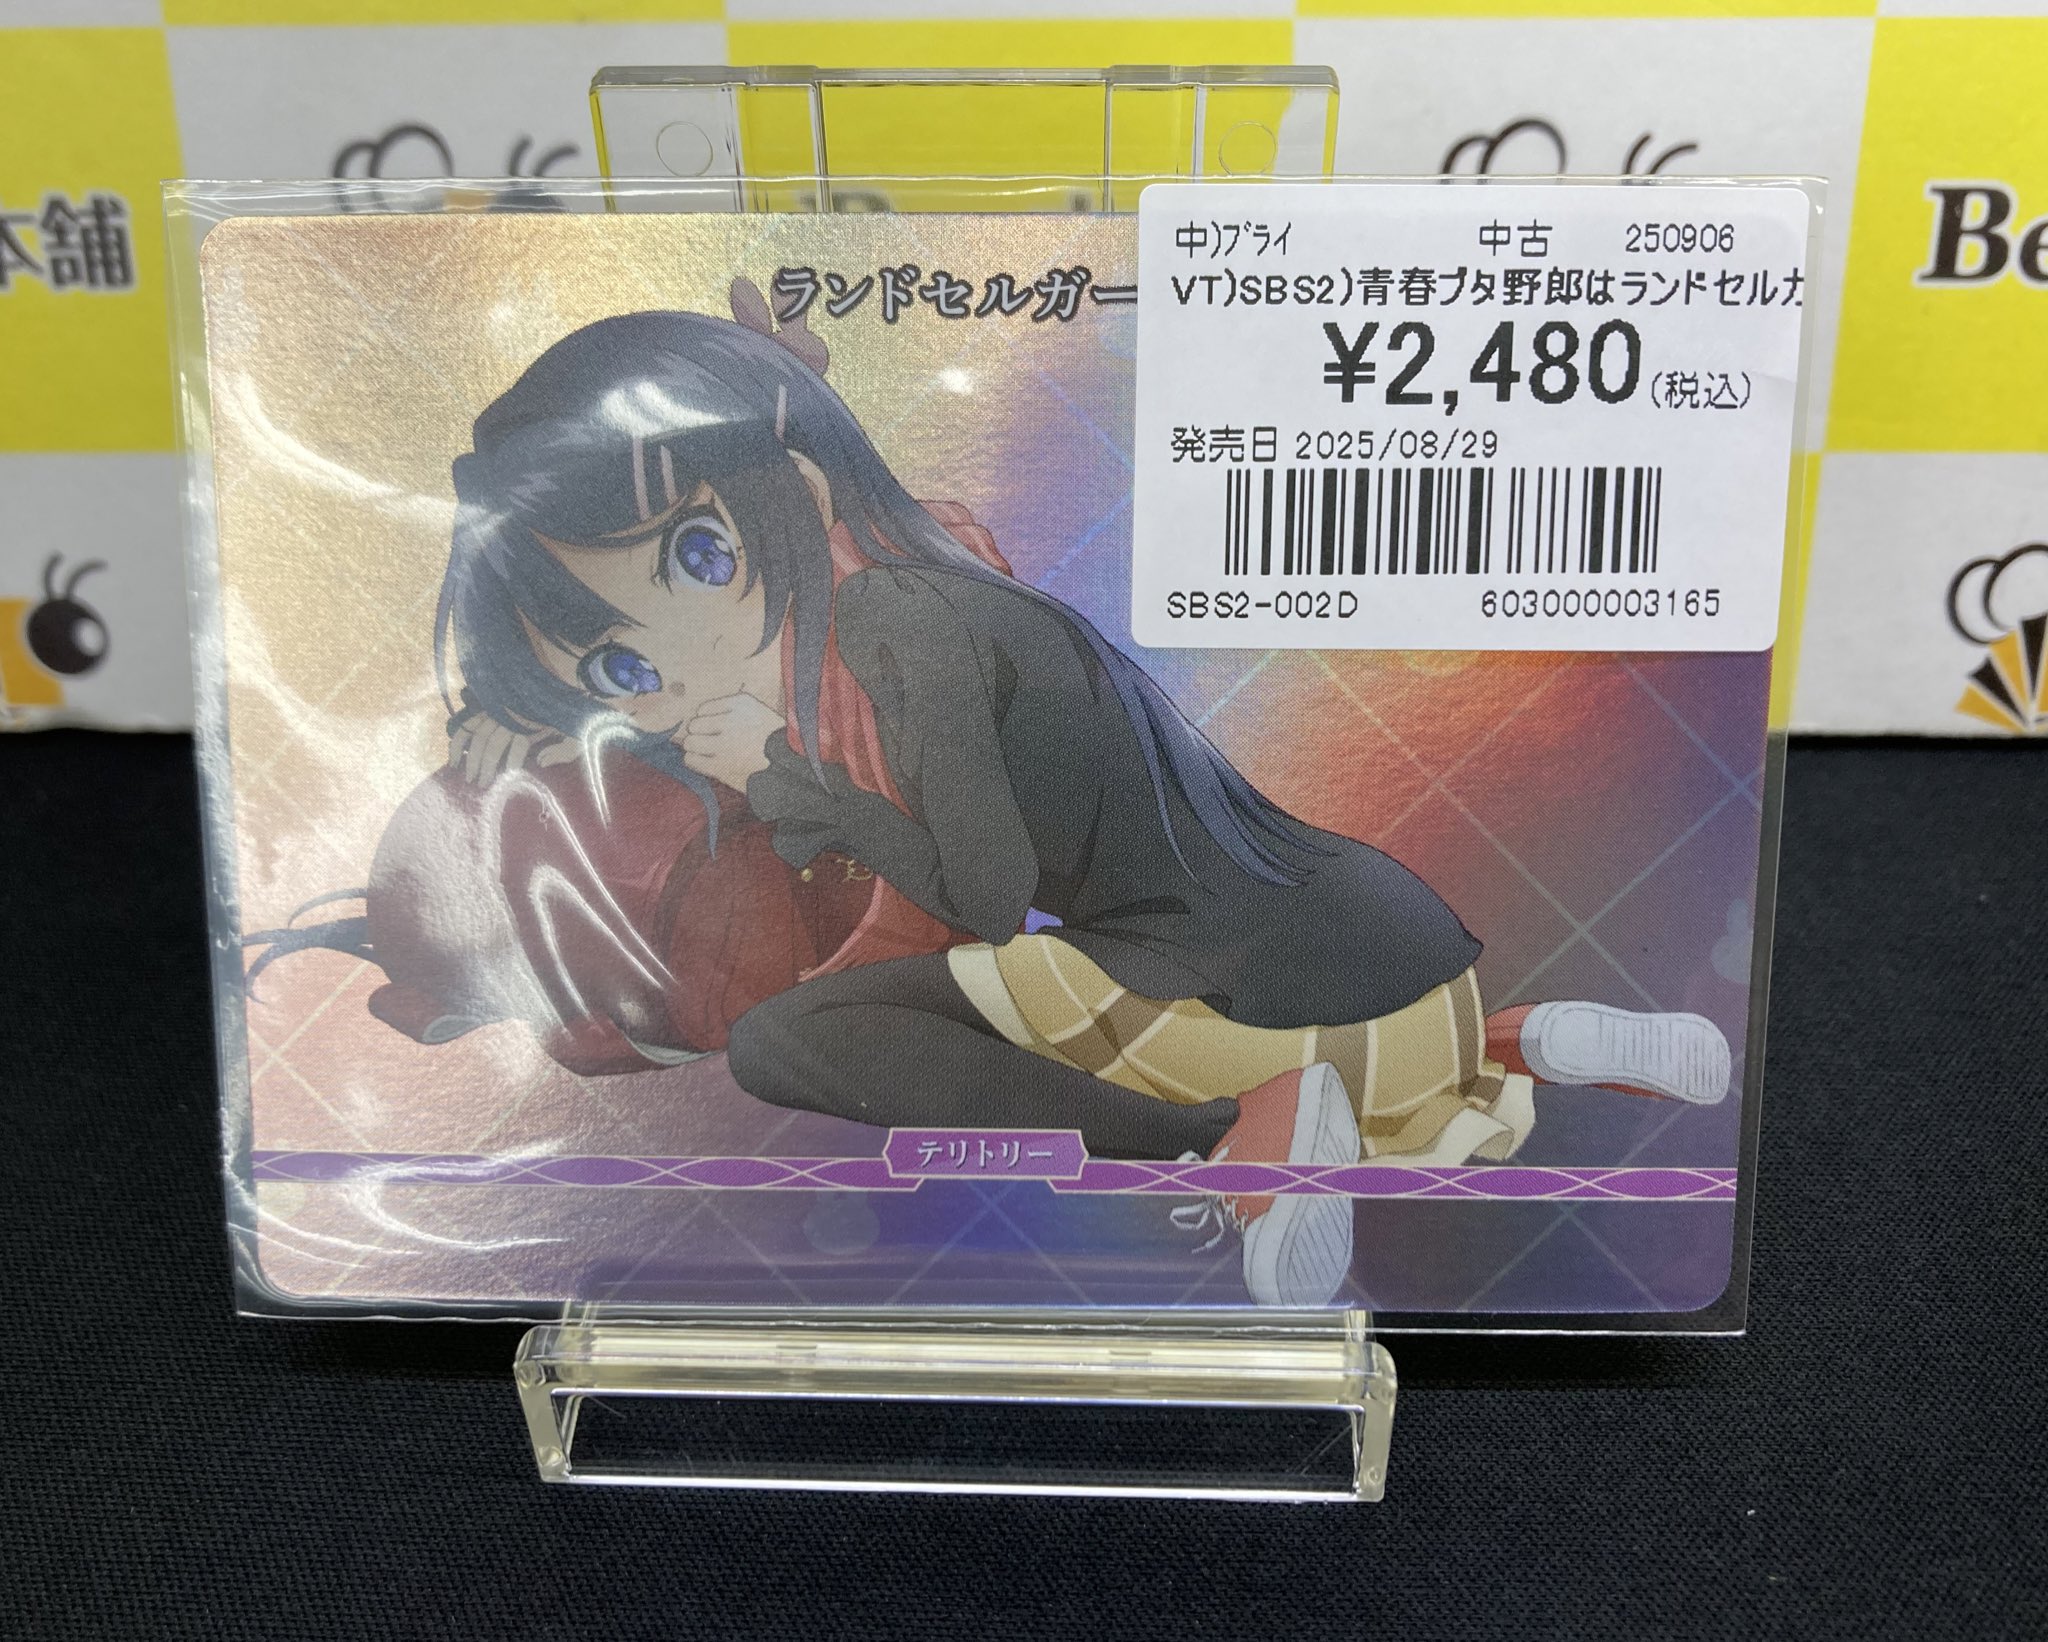 本舗
Be
ランドセルガー
中)ブライ 中古 250906
VT)SBS2)青春ブタ野郎はランドセルガ
¥2,480(税込)
発売日 2025/08/29
SBS2-002D 603000003165
テリトリー